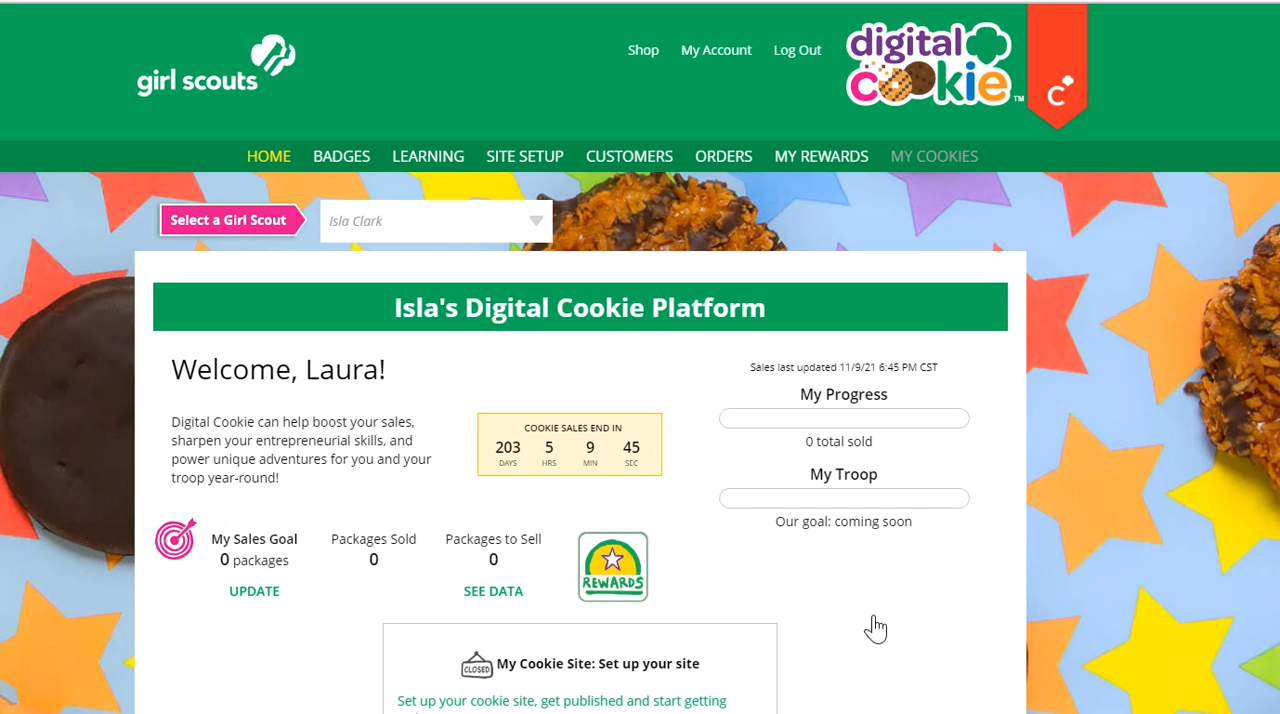 girl scouts
Shop My Account Log Out
digital
cookie™
C
HOME BADGES LEARNING SITE SETUP CUSTOMERS ORDERS MY REWARDS MY COOKIES
Select a Girl Scout
Isla Clark
Isla's Digital Cookie Platform
Welcome, Laura!
Digital Cookie can help boost your sales,
sharpen your entrepreneurial skills, and
power unique adventures for you and your
troop year-round!
COOKIE SALES END IN
203 5 9 45
DAYS HRS MIN SEC
Sales last updated 11/9/21 6:45 PM CST
My Progress
0 total sold
My Troop
Our goal: coming soon
My Sales Goal
0 packages
UPDATE
Packages Sold
0
Packages to Sell
0
SEE DATA
REWARDS
CLOSED
My Cookie Site: Set up your site
Set up your cookie site, get published and start getting